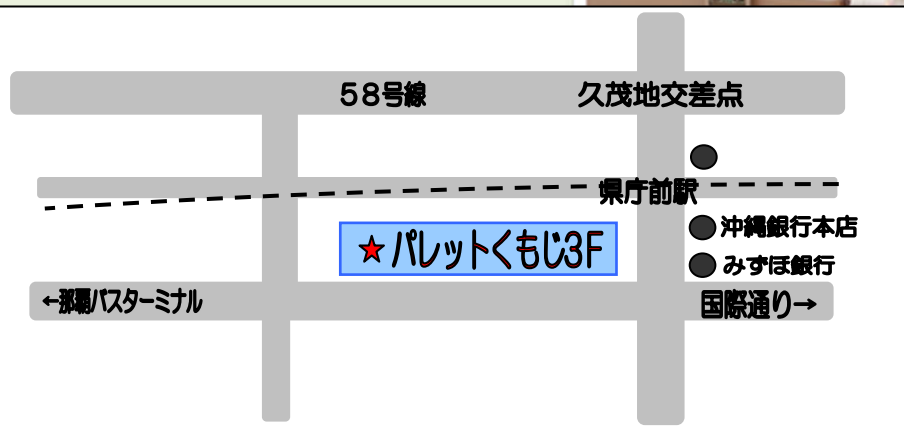 58号線
久茂地交差点
県庁前駅
★パレットくもじ3F
沖縄銀行本店
みずほ銀行
←那覇バスターミナル
国際通り→